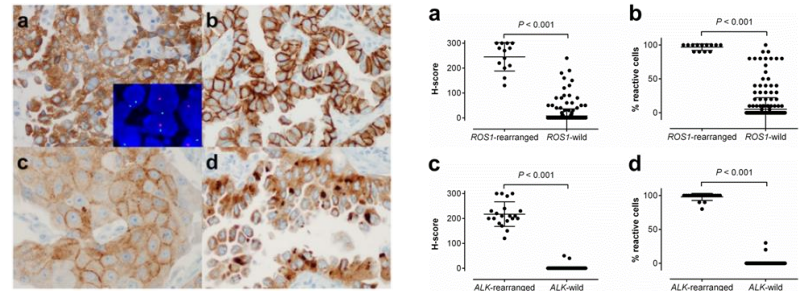 a
b
c
d
a
P < 0.001
300
200
100
0
H-score
ROS1-rearranged ROS1-wild
b
P < 0.001
100
50
0
% reactive cells
ROS1-rearranged ROS1-wild
c
P < 0.001
300
200
100
0
H-score
ALK-rearranged ALK-wild
d
P < 0.001
100
50
0
% reactive cells
ALK-rearranged ALK-wild